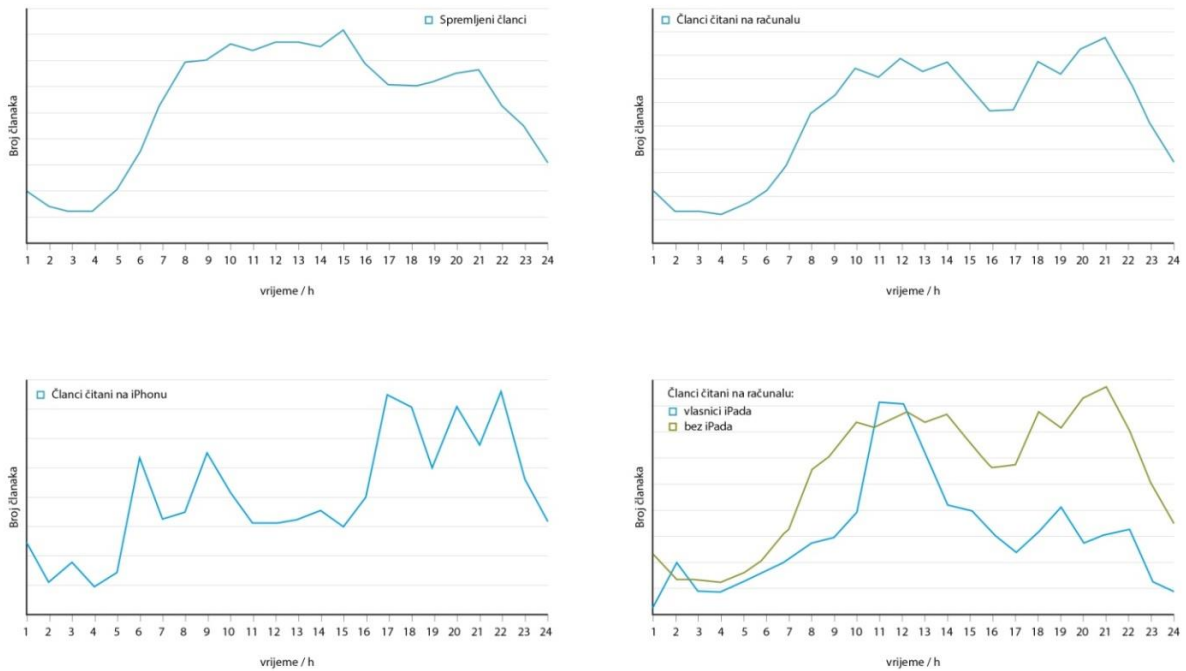 Spremljeni članci
Broj članaka
1 2 3 4 5 6 7 8 9 10 11 12 13 14 15 16 17 18 19 20 21 22 23 24
vrijeme / h
Članci čitani na računalu
Broj članaka
1 2 3 4 5 6 7 8 9 10 11 12 13 14 15 16 17 18 19 20 21 22 23 24
vrijeme / h
Članci čitani na iPhonu
Broj članaka
1 2 3 4 5 6 7 8 9 10 11 12 13 14 15 16 17 18 19 20 21 22 23 24
vrijeme / h
Članci čitani na računalu:
vlasnici iPada
bez iPada
Broj članaka
1 2 3 4 5 6 7 8 9 10 11 12 13 14 15 16 17 18 19 20 21 22 23 24
vrijeme / h